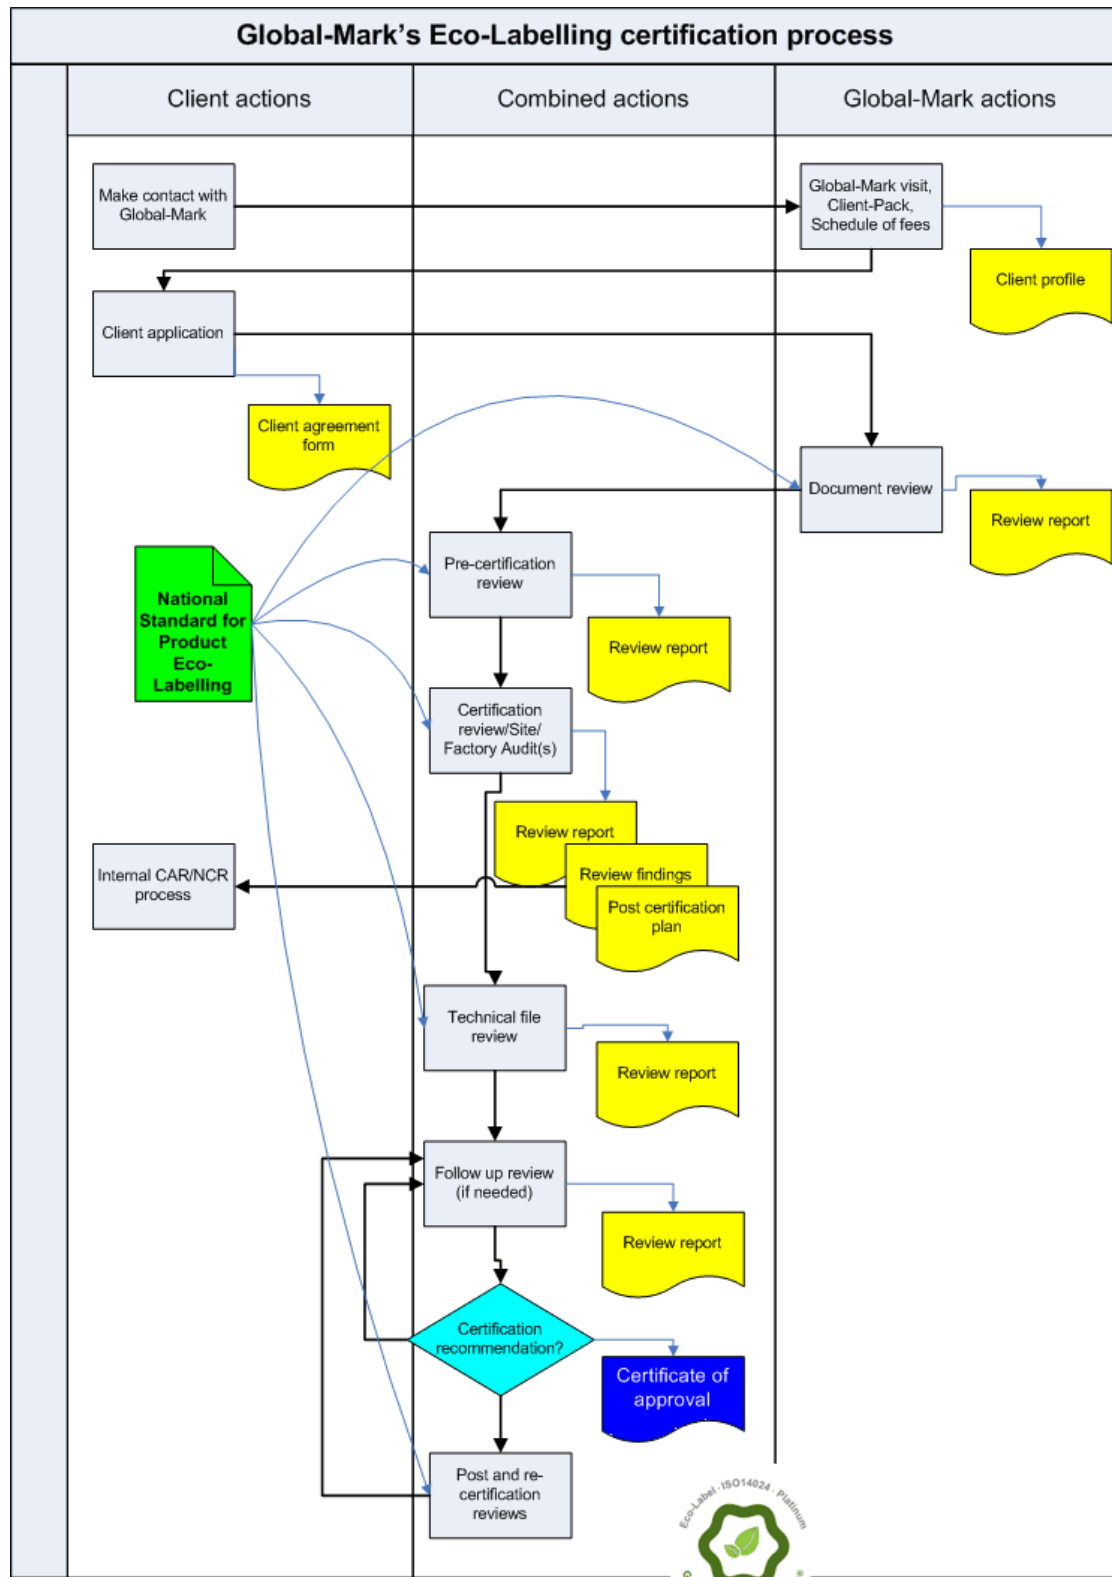 Global-Mark's Eco-Labelling certification process
Client actions
Combined actions
Global-Mark actions
Make contact with
Global-Mark
Global-Mark visit,
Client-Pack,
Schedule of fees
Client profile
Client application
Client agreement
form
Document review
Review report
National
Standard for
Product
Eco-
Labelling
Pre-certification
review
Review report
Certification
review/Site/
Factory Audit(s)
Review report
Review findings
Post certification
plan
Internal CAR/NCR
process
Technical file
review
Review report
Follow up review
(if needed)
Review report
Certification
recommendation?
Certificate of
approval
Post and re-
certification
reviews
Eco-Label · ISO14024 · Platinum
®